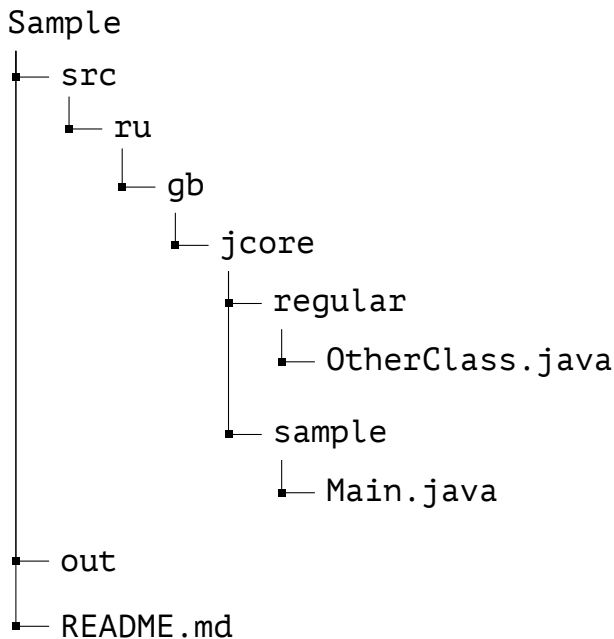 Sample
src
ru
gb
jcore
regular
OtherClass.java
sample
Main.java
out
README.md